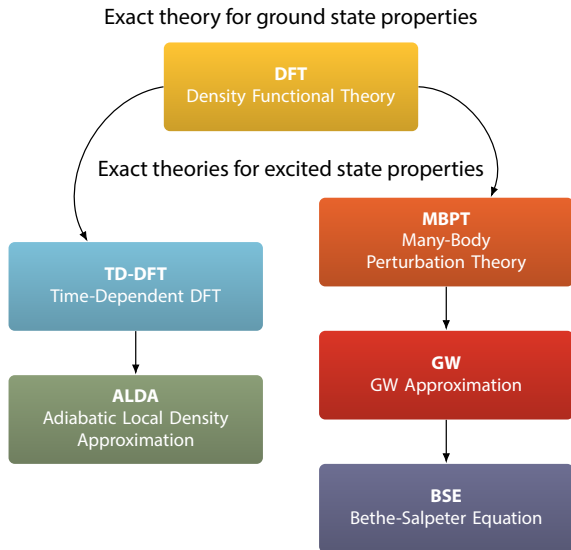 Exact theory for ground state properties
DFT
Density Functional Theory
Exact theories for excited state properties
MBPT
Many-Body
Perturbation Theory
TD-DFT
Time-Dependent DFT
GW
GW Approximation
ALDA
Adiabatic Local Density
Approximation
BSE
Bethe-Salpeter Equation